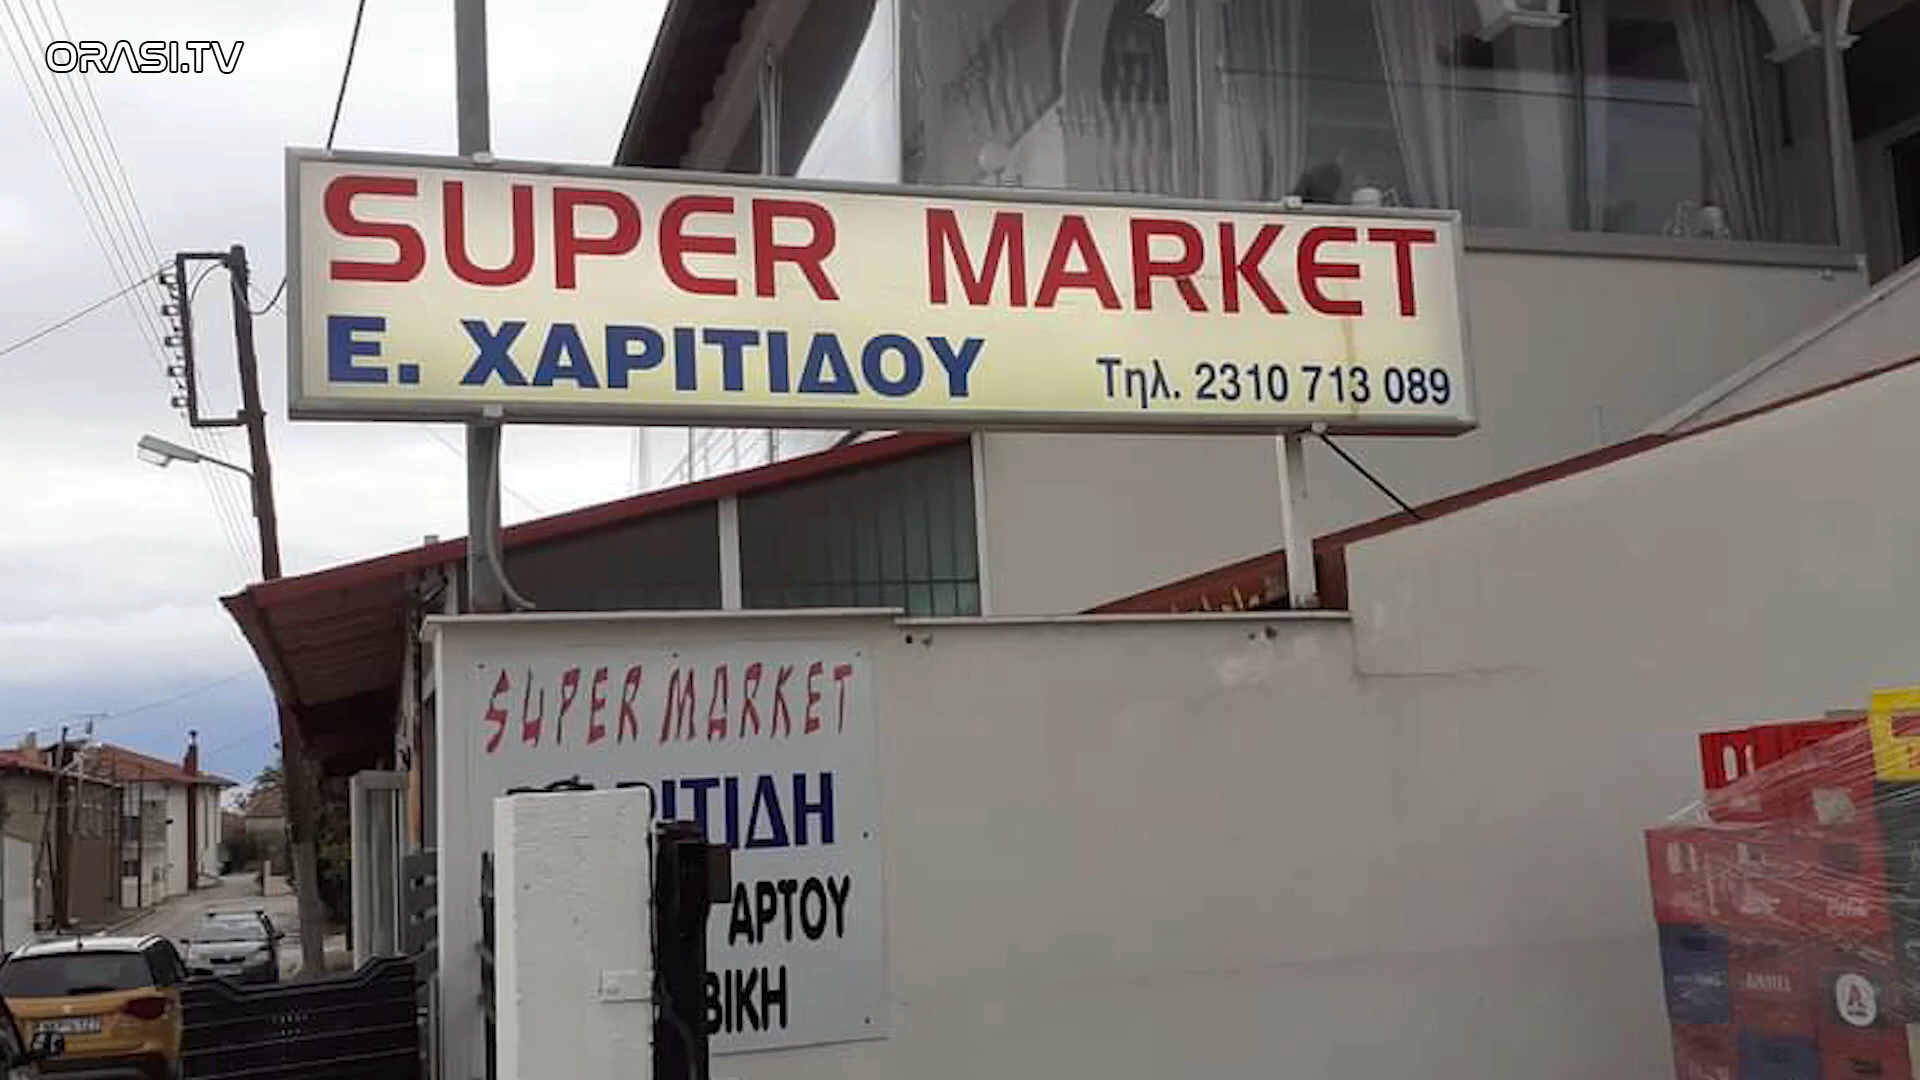 ORASI.TV
SUPER MARKET
Ε. ΧΑΡΙΤΙΔΟΥ
Τηλ. 2310 713 089
SUPER MARKET
ΡΙΤΙΔΗ
ΑΡΤΟΥ
ΒΙΚΗ